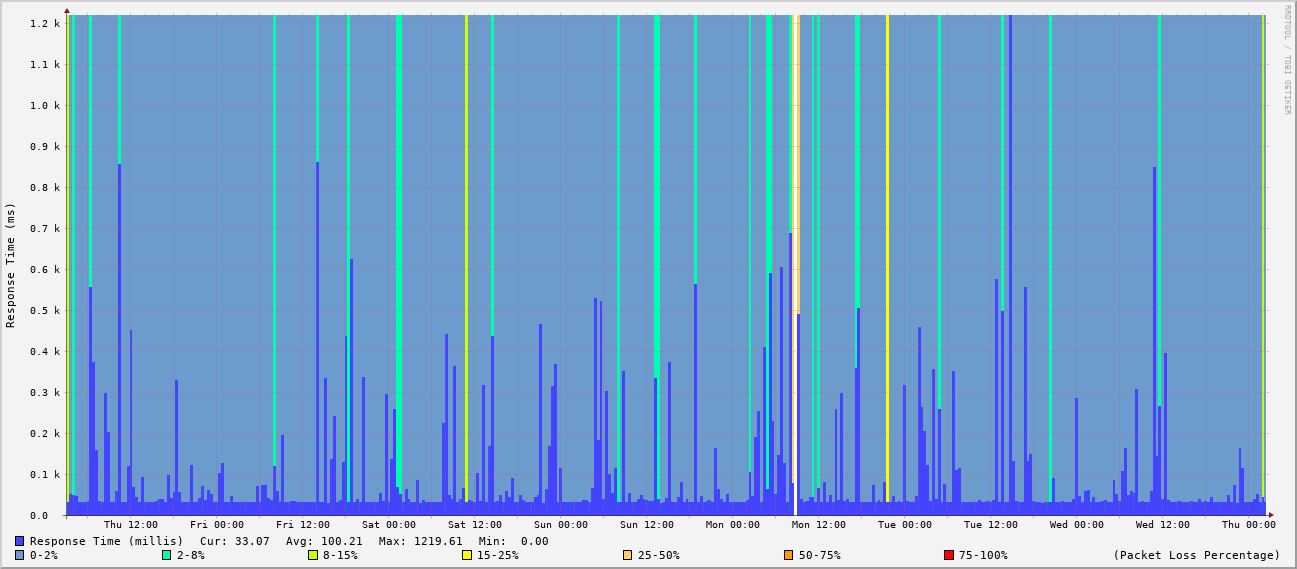 1.2 k
1.1 k
1.0 k
0.9 k
0.8 k
0.7 k
0.6 k
0.5 k
0.4 k
0.3 k
0.2 k
0.1 k
0.0
Response Time (ms)
RRDTOOL / TOBI OETIKER
Thu 12:00 Fri 00:00 Fri 12:00 Sat 00:00 Sat 12:00 Sun 00:00 Sun 12:00 Mon 00:00 Mon 12:00 Tue 00:00 Tue 12:00 Wed 00:00 Wed 12:00 Thu 00:00
Response Time (millis) Cur: 33.07 Avg: 100.21 Max: 1219.61 Min: 0.00
0-2% 2-8% 8-15% 15-25% 25-50% 50-75% 75-100% (Packet Loss Percentage)